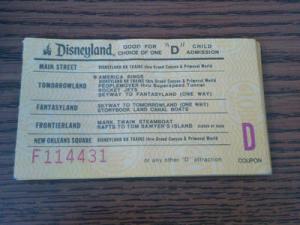 Disneyland GOOD FOR CHOICE OF ONE "D" CHILD ADMISSION
MAIN STREET DISNEYLAND RR TRAINS thru Grand Canyon & Primeval World
TOMORROWLAND AMERICA SINGS
DISNEYLAND RR TRAINS thru Grand Canyon & Primeval World
PEOPLEMOVER thru Superspeed Tunnel
ROCKET JETS
SKYWAY TO FANTASYLAND (ONE WAY)
FANTASYLAND SKYWAY TO TOMORROWLAND (ONE WAY)
STORYBOOK LAND CANAL BOATS
FRONTIERLAND MARK TWAIN STEAMBOAT
RAFTS TO TOM SAWYER'S ISLAND CLOSED AT DUSK
NEW ORLEANS SQUARE DISNEYLAND RR TRAINS thru Grand Canyon & Primeval World
F114431 or any other "D" attraction D COUPON